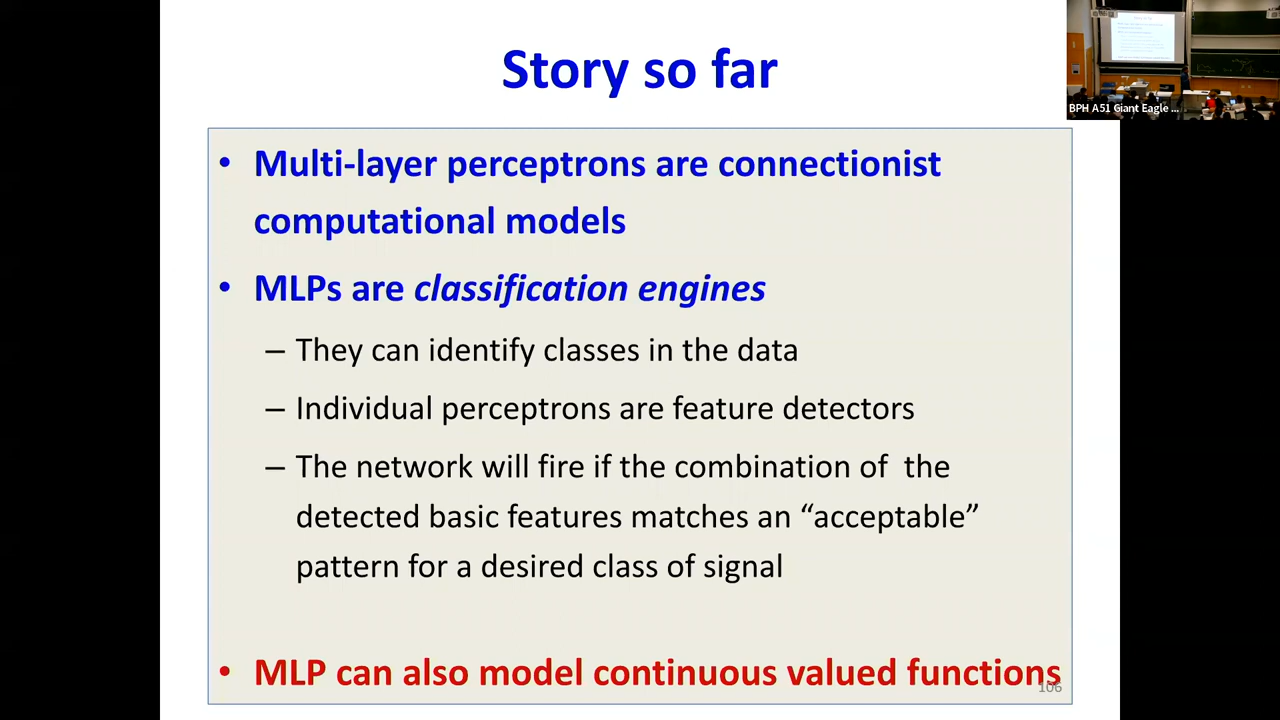 Story so far
BPH A51 Giant Eagle ...
• Multi-layer perceptrons are connectionist
computational models
• MLPs are classification engines
– They can identify classes in the data
– Individual perceptrons are feature detectors
– The network will fire if the combination of the
detected basic features matches an “acceptable”
pattern for a desired class of signal
• MLP can also model continuous valued functions
106